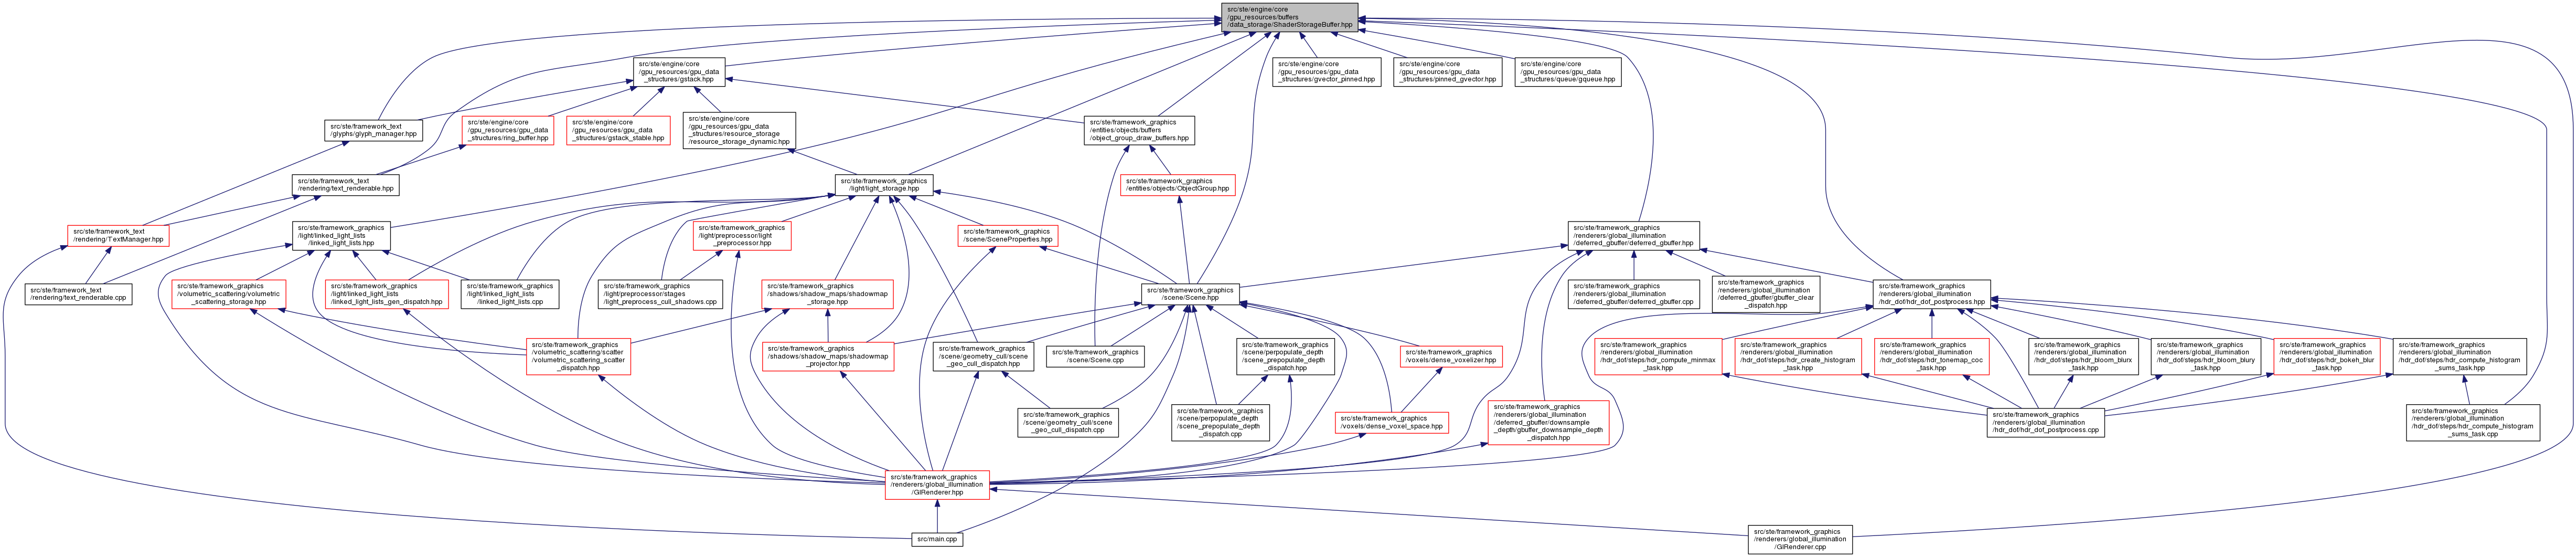 src/ste/engine/core
/gpu_resources/buffers
/data_storage/ShaderStorageBuffer.hpp
src/ste/engine/core
/gpu_resources/gpu_data
_structures/gstack.hpp
src/ste/engine/core
/gpu_resources/gpu_data
_structures/gvector_pinned.hpp
src/ste/engine/core
/gpu_resources/gpu_data
_structures/pinned_gvector.hpp
src/ste/engine/core
/gpu_resources/gpu_data
_structures/queue/gqueue.hpp
src/ste/framework_text
/glyphs/glyph_manager.hpp
src/ste/engine/core
/gpu_resources/gpu_data
_structures/ring_buffer.hpp
src/ste/engine/core
/gpu_resources/gpu_data
_structures/gstack_stable.hpp
src/ste/engine/core
/gpu_resources/gpu_data
_structures/resource_storage
/resource_storage_dynamic.hpp
src/ste/framework_graphics
/entities/objects/buffers
/object_group_draw_buffers.hpp
src/ste/framework_text
/rendering/text_renderable.hpp
src/ste/framework_graphics
/light/light_storage.hpp
src/ste/framework_graphics
/entities/objects/ObjectGroup.hpp
src/ste/framework_text
/rendering/TextManager.hpp
src/ste/framework_graphics
/light/linked_light_lists
/linked_light_lists.hpp
src/ste/framework_graphics
/light/preprocessor/light
_preprocessor.hpp
src/ste/framework_graphics
/scene/SceneProperties.hpp
src/ste/framework_graphics
/renderers/global_illumination
/deferred_gbuffer/deferred_gbuffer.hpp
src/ste/framework_text
/rendering/text_renderable.cpp
src/ste/framework_graphics
/volumetric_scattering/volumetric
_scattering_storage.hpp
src/ste/framework_graphics
/light/linked_light_lists
/linked_light_lists_gen_dispatch.hpp
src/ste/framework_graphics
/light/linked_light_lists
/linked_light_lists.cpp
src/ste/framework_graphics
/light/preprocessor/stages
/light_preprocess_cull_shadows.cpp
src/ste/framework_graphics
/shadows/shadow_maps/shadowmap
_storage.hpp
src/ste/framework_graphics
/scene/Scene.hpp
src/ste/framework_graphics
/renderers/global_illumination
/deferred_gbuffer/deferred_gbuffer.cpp
src/ste/framework_graphics
/renderers/global_illumination
/deferred_gbuffer/gbuffer_clear
_dispatch.hpp
src/ste/framework_graphics
/renderers/global_illumination
/hdr_dof/hdr_dof_postprocess.hpp
src/ste/framework_graphics
/volumetric_scattering/scatter
/volumetric_scattering_scatter
_dispatch.hpp
src/ste/framework_graphics
/shadows/shadow_maps/shadowmap
_projector.hpp
src/ste/framework_graphics
/scene/geometry_cull/scene
_geo_cull_dispatch.hpp
src/ste/framework_graphics
/scene/Scene.cpp
src/ste/framework_graphics
/scene/perpopulate_depth
/scene_prepopulate_depth
_dispatch.hpp
src/ste/framework_graphics
/voxels/dense_voxelizer.hpp
src/ste/framework_graphics
/renderers/global_illumination
/hdr_dof/steps/hdr_compute_minmax
_task.hpp
src/ste/framework_graphics
/renderers/global_illumination
/hdr_dof/steps/hdr_create_histogram
_task.hpp
src/ste/framework_graphics
/renderers/global_illumination
/hdr_dof/steps/hdr_tonemap_coc
_task.hpp
src/ste/framework_graphics
/renderers/global_illumination
/hdr_dof/steps/hdr_bloom_blurx
_task.hpp
src/ste/framework_graphics
/renderers/global_illumination
/hdr_dof/steps/hdr_bloom_blury
_task.hpp
src/ste/framework_graphics
/renderers/global_illumination
/hdr_dof/steps/hdr_bokeh_blur
_task.hpp
src/ste/framework_graphics
/renderers/global_illumination
/hdr_dof/steps/hdr_compute_histogram
_sums_task.hpp
src/ste/framework_graphics
/scene/geometry_cull/scene
_geo_cull_dispatch.cpp
src/ste/framework_graphics
/scene/perpopulate_depth
/scene_prepopulate_depth
_dispatch.cpp
src/ste/framework_graphics
/voxels/dense_voxel_space.hpp
src/ste/framework_graphics
/renderers/global_illumination
/deferred_gbuffer/downsample
_depth/gbuffer_downsample_depth
_dispatch.hpp
src/ste/framework_graphics
/renderers/global_illumination
/hdr_dof/hdr_dof_postprocess.cpp
src/ste/framework_graphics
/renderers/global_illumination
/hdr_dof/steps/hdr_compute_histogram
_sums_task.cpp
src/ste/framework_graphics
/renderers/global_illumination
/GIRenderer.hpp
src/main.cpp
src/ste/framework_graphics
/renderers/global_illumination
/GIRenderer.cpp